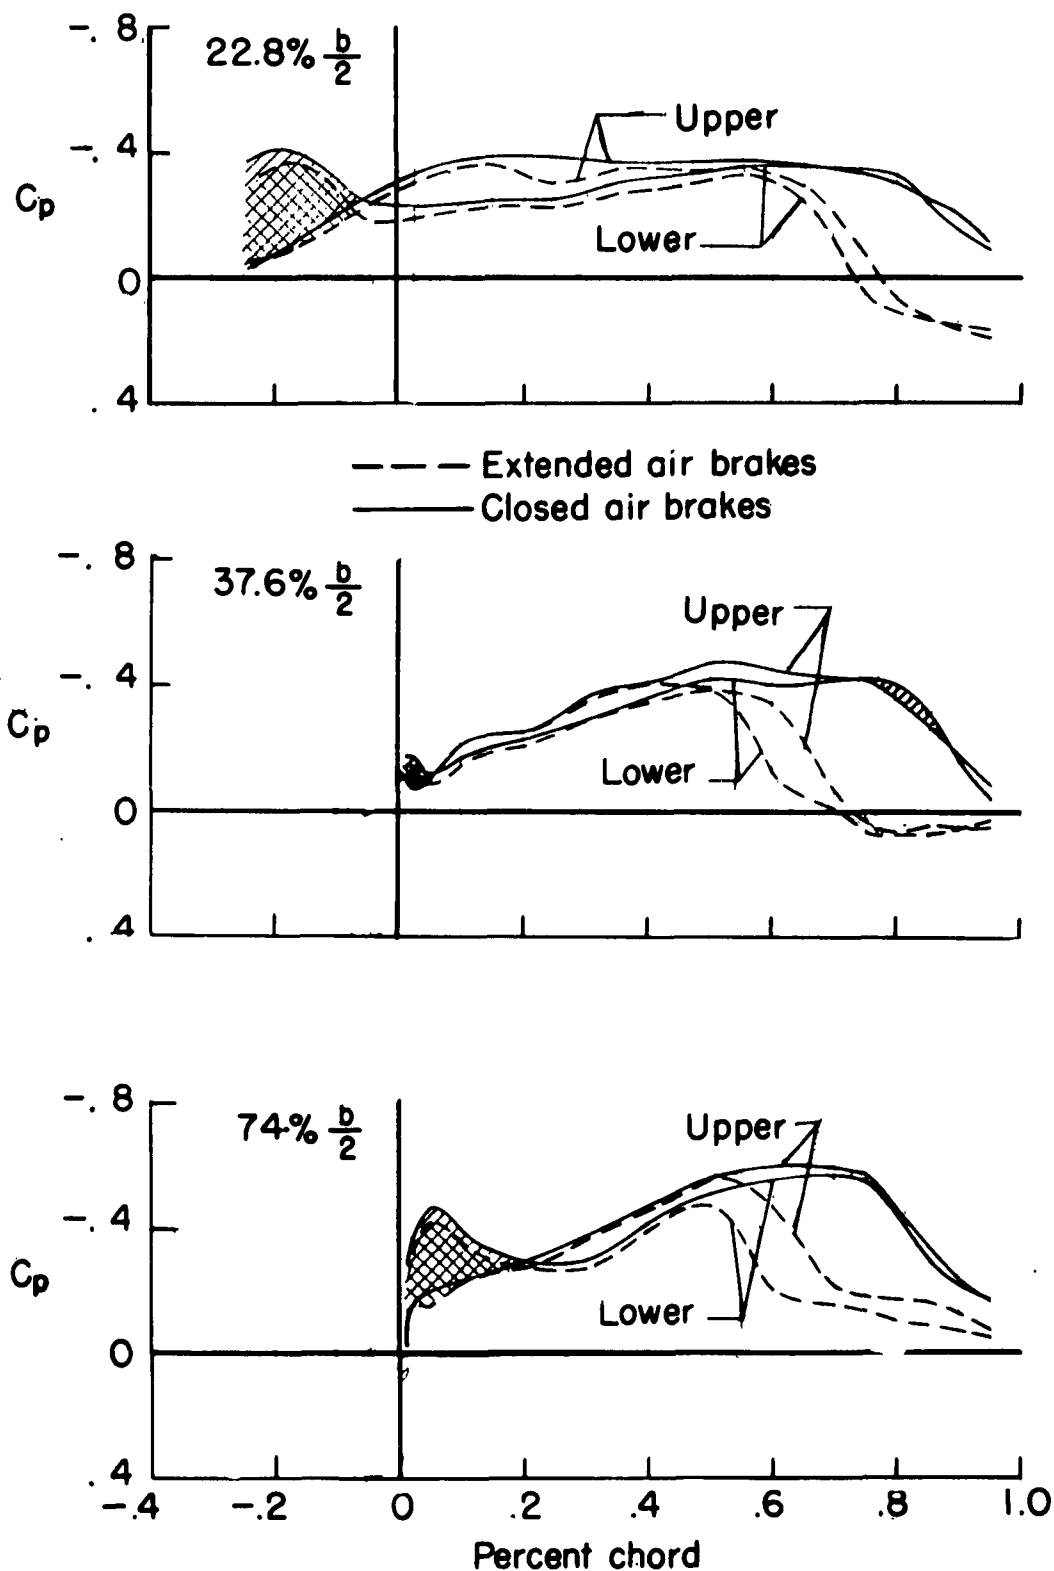 -.8
22.8% b/2
Upper
-.4
Cp
Lower
0
.4
Extended air brakes
Closed air brakes
-.8
37.6% b/2
Upper
-.4
Cp
Lower
0
.4
-.8
74% b/2
Upper
-.4
Cp
Lower
0
.4
-.4 -.2 0 .2 .4 .6 .8 1.0
Percent chord